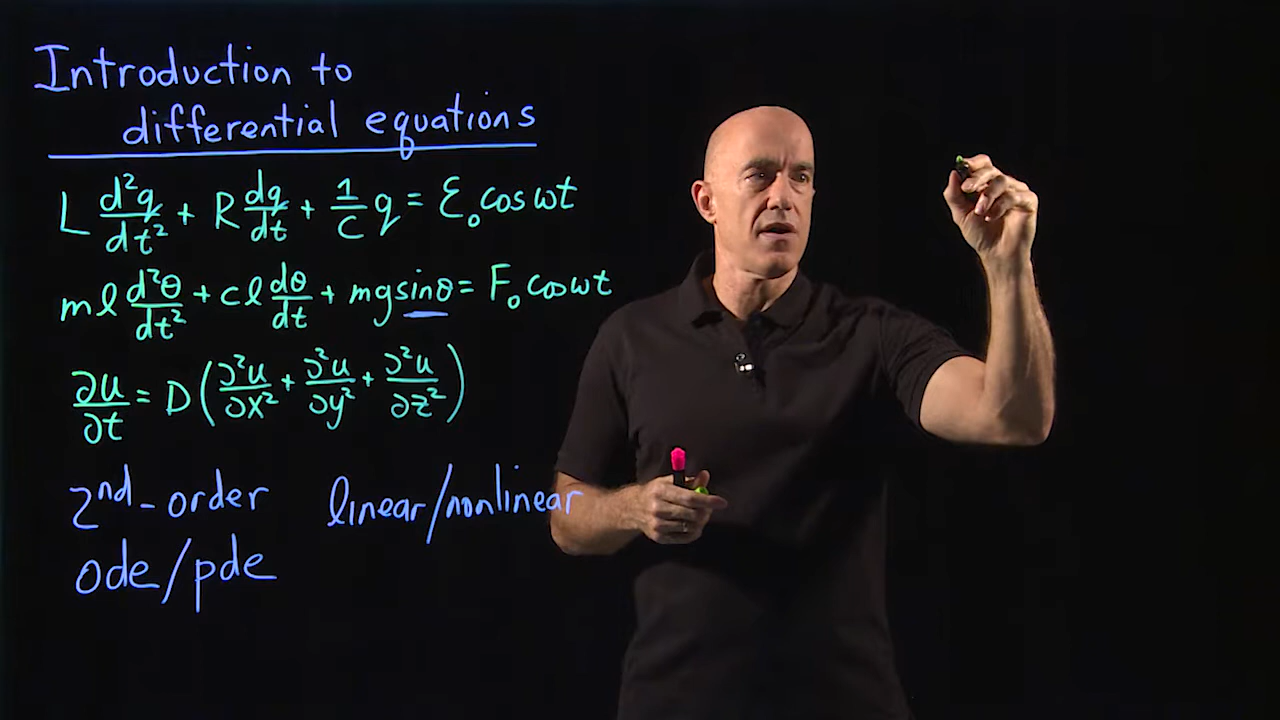 Introduction to
differential equations
L d²q/dt² + R dq/dt + 1/C q = Ɛ₀ cos ωt
mℓ d²θ/dt² + cℓ dθ/dt + mg sinθ = F₀ cos ωt
∂u/∂t = D(∂²u/∂x² + ∂²u/∂y² + ∂²u/∂z²)
2nd-order linear/nonlinear
ode/pde